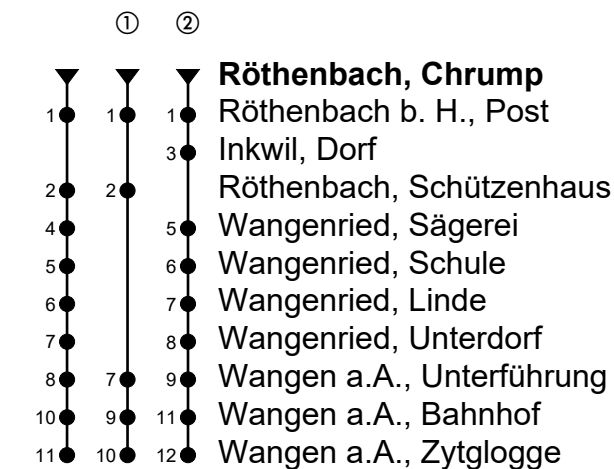 ① ②
Röthenbach, Chrump
1 1 1 Röthenbach b. H., Post
3 Inkwil, Dorf
2 2 Röthenbach, Schützenhaus
4 5 Wangenried, Sägerei
5 6 Wangenried, Schule
6 7 Wangenried, Linde
7 8 Wangenried, Unterdorf
8 7 9 Wangen a.A., Unterführung
10 9 11 Wangen a.A., Bahnhof
11 10 12 Wangen a.A., Zytglogge